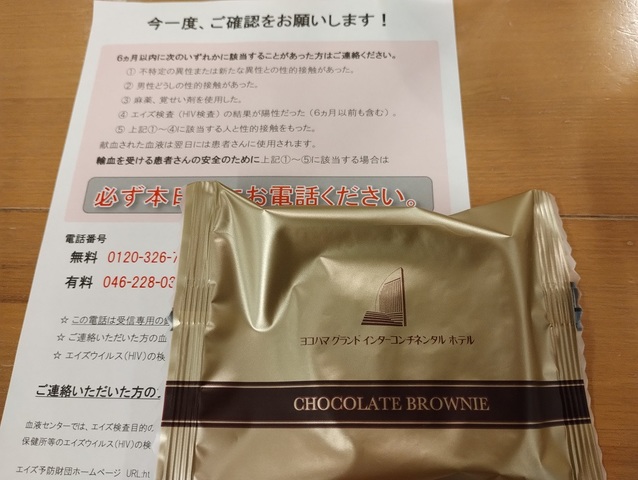 今一度、ご確認をお願いします！
6ヵ月以内に次のいずれかに該当することがあった方はご連絡ください。
① 不特定の異性または新たな異性との性的接触があった。
② 男性どうしの性的接触があった。
③ 麻薬、覚せい剤を使用した。
④ エイズ検査（HIV検査）の結果が陽性だった（6ヵ月以前も含む）。
⑤ 上記①～④に該当する人と性的接触をもった。
献血された血液は翌日には患者さんに使用されます。
輸血を受ける患者さんの安全のために上記①～⑤に該当する場合は
必ず本日 にお電話ください。
電話番号
無料 0120-326-7
有料 046-228-03
☆ この電話は受信専用の
☆ ご連絡いただいた方の血
☆ エイズウイルス(HIV)の検
ご連絡いただいた方の
血液センターでは、エイズ検査目的の
保健所等のエイズウイルス(HIV)の検
エイズ予防財団ホームページ URL:ht
ヨコハマ グランド インターコンチネンタル ホテル
CHOCOLATE BROWNIE